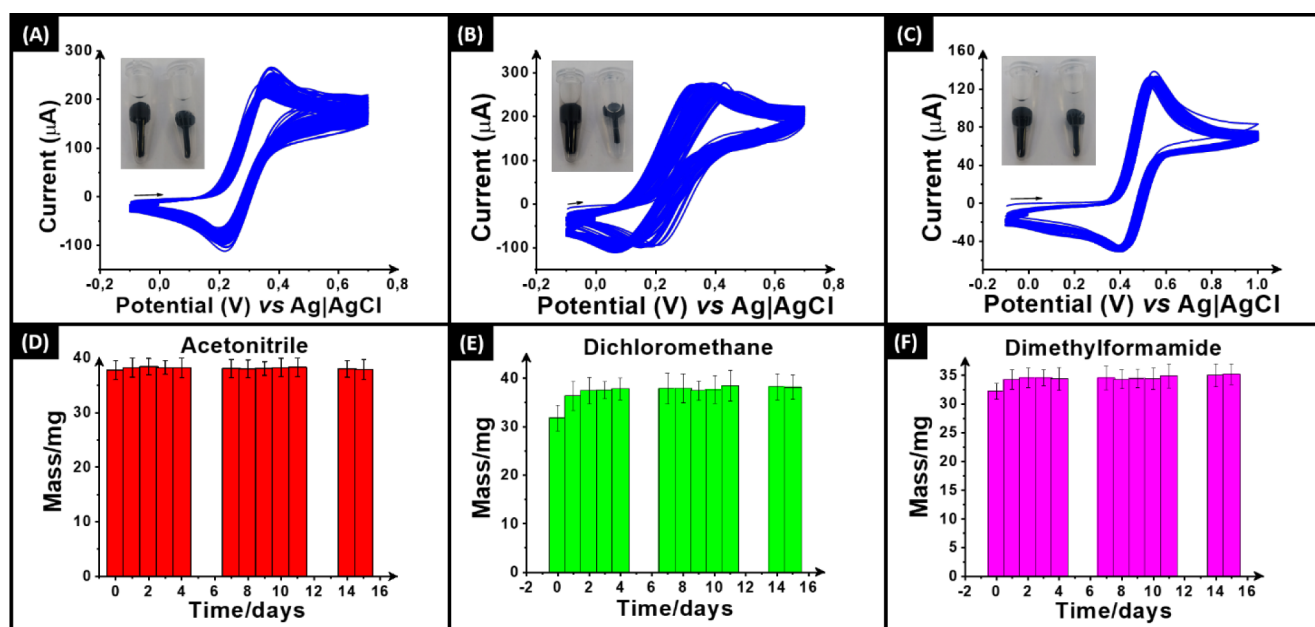 (A)
300
200
100
0
-100
Current (µA)
-0,2 0,0 0,2 0,4 0,6 0,8
Potential (V) vs Ag|AgCl
(B)
300
200
100
0
-100
Current (µA)
-0,2 0,0 0,2 0,4 0,6 0,8
Potential (V) vs Ag|AgCl
(C)
160
120
80
40
0
-40
Current (µA)
-0.2 0.0 0.2 0.4 0.6 0.8 1.0
Potential (V) vs Ag|AgCl
(D)
Acetonitrile
40
30
20
10
0
Mass/mg
0 2 4 6 8 10 12 14 16
Time/days
(E)
Dichloromethane
40
30
20
10
0
Mass/mg
0 2 4 6 8 10 12 14 16
Time/days
(F)
Dimethylformamide
35
30
25
20
15
35
30
0
Mass/mg
0 2 4 6 8 10 12 14 16
Time/days